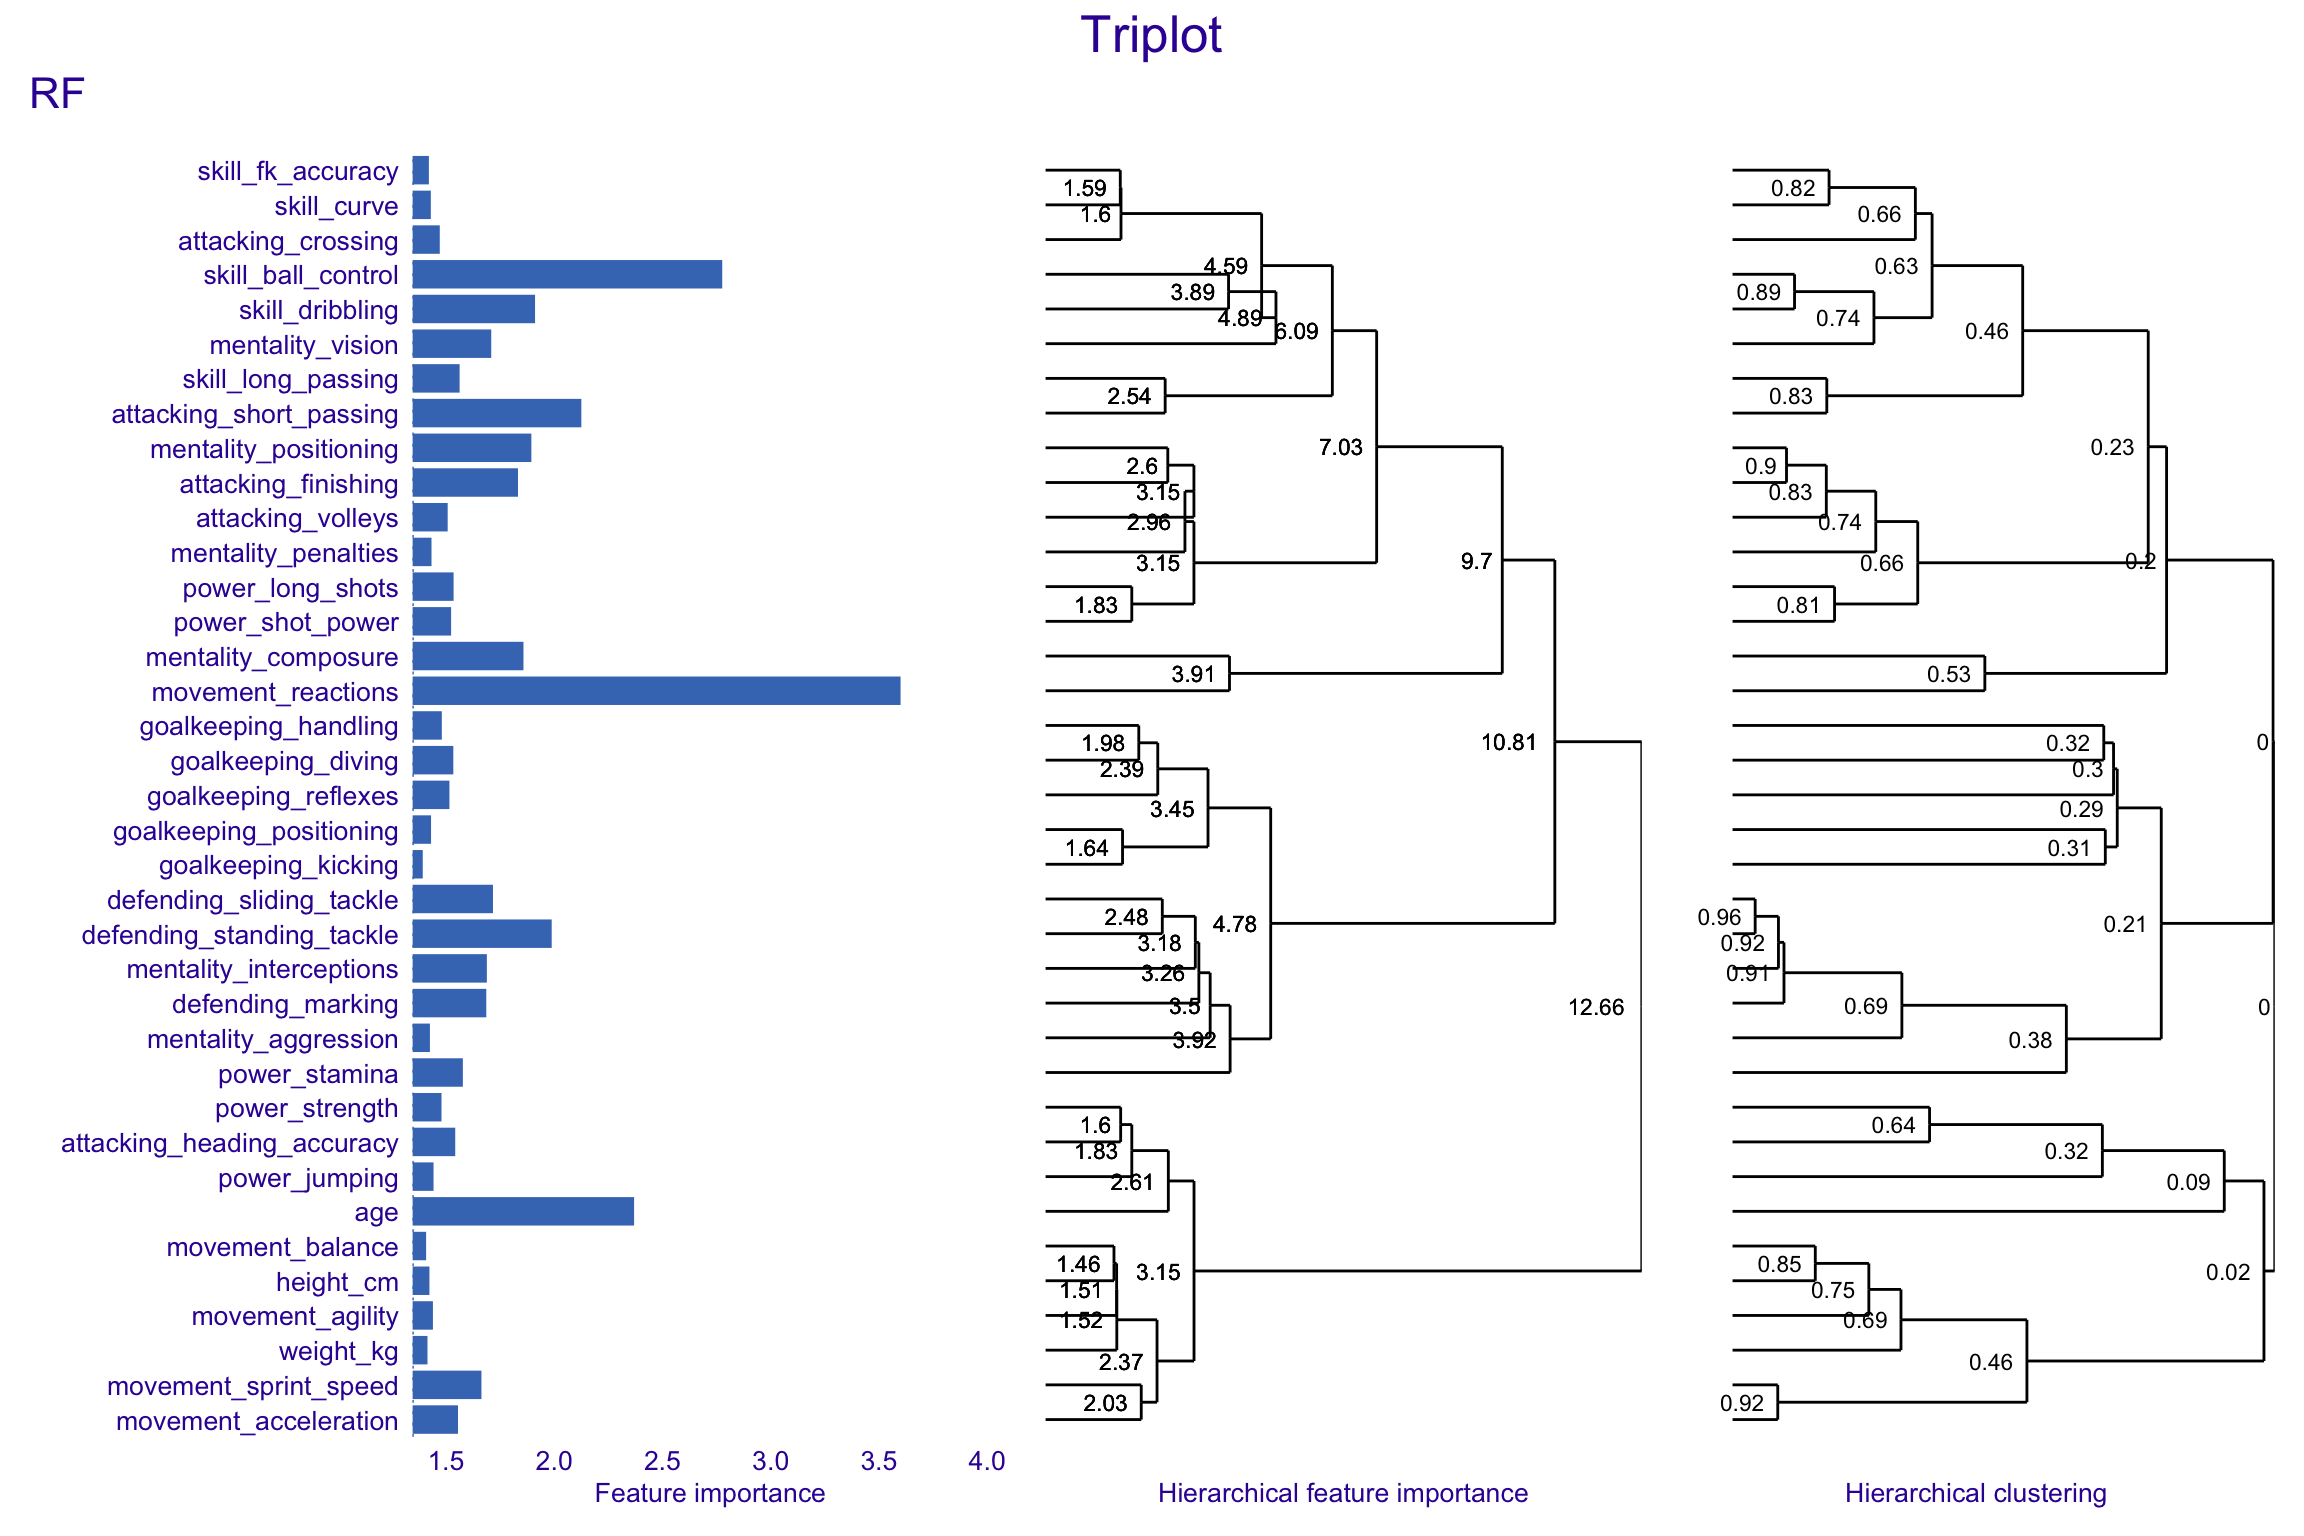 Triplot
RF
skill_fk_accuracy
skill_curve
attacking_crossing
skill_ball_control
skill_dribbling
mentality_vision
skill_long_passing
attacking_short_passing
mentality_positioning
attacking_finishing
attacking_volleys
mentality_penalties
power_long_shots
power_shot_power
mentality_composure
movement_reactions
goalkeeping_handling
goalkeeping_diving
goalkeeping_reflexes
goalkeeping_positioning
goalkeeping_kicking
defending_sliding_tackle
defending_standing_tackle
mentality_interceptions
defending_marking
mentality_aggression
power_stamina
power_strength
attacking_heading_accuracy
power_jumping
age
movement_balance
height_cm
movement_agility
weight_kg
movement_sprint_speed
movement_acceleration
1.5 2.0 2.5 3.0 3.5 4.0
Feature importance
1.59
1.6
4.59
3.89
4.89
6.09
2.54
7.03
2.6
3.15
2.96
3.15
9.7
1.83
3.91
10.81
1.98
2.39
3.45
1.64
2.48
4.78
3.18
3.26
3.5
12.66
3.92
1.6
1.83
2.61
1.46
3.15
1.51
1.52
2.37
2.03
Hierarchical feature importance
0.82
0.66
0.63
0.89
0.74
0.46
0.83
0.23
0.9
0.83
0.74
0.2
0.66
0.81
0.53
0
0.32
0.3
0.29
0.31
0.96
0.21
0.92
0.91
0.69
0
0.38
0.64
0.32
0.09
0.85
0.02
0.75
0.69
0.46
0.92
Hierarchical clustering